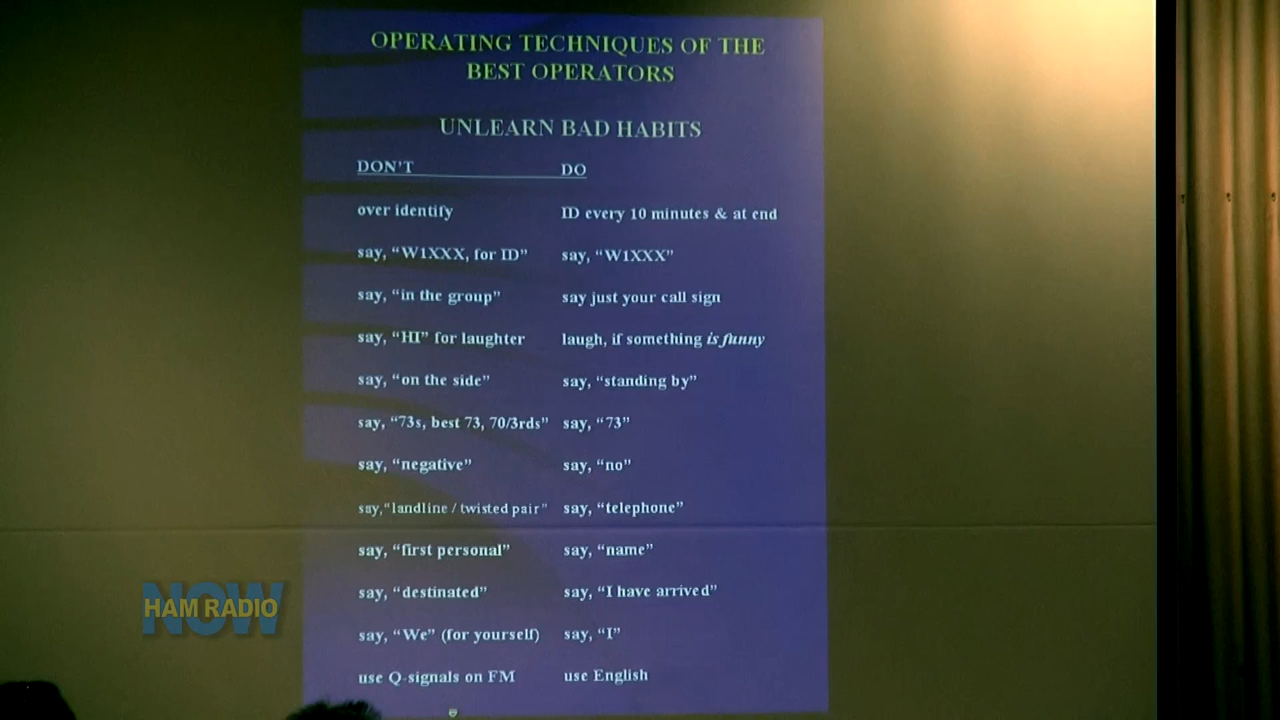 OPERATING TECHNIQUES OF THE
BEST OPERATORS
UNLEARN BAD HABITS
DON'T DO
over identify ID every 10 minutes & at end
say, “W1XXX, for ID” say, “W1XXX”
say, “in the group” say just your call sign
say, “HI” for laughter laugh, if something is funny
say, “on the side” say, “standing by”
say, “73s, best 73, 70/3rds” say, “73”
say, “negative” say, “no”
say,“landline / twisted pair” say, “telephone”
say, “first personal” say, “name”
say, “destinated” say, “I have arrived”
say, “We” (for yourself) say, “I”
use Q-signals on FM use English
NOW
HAM RADIO